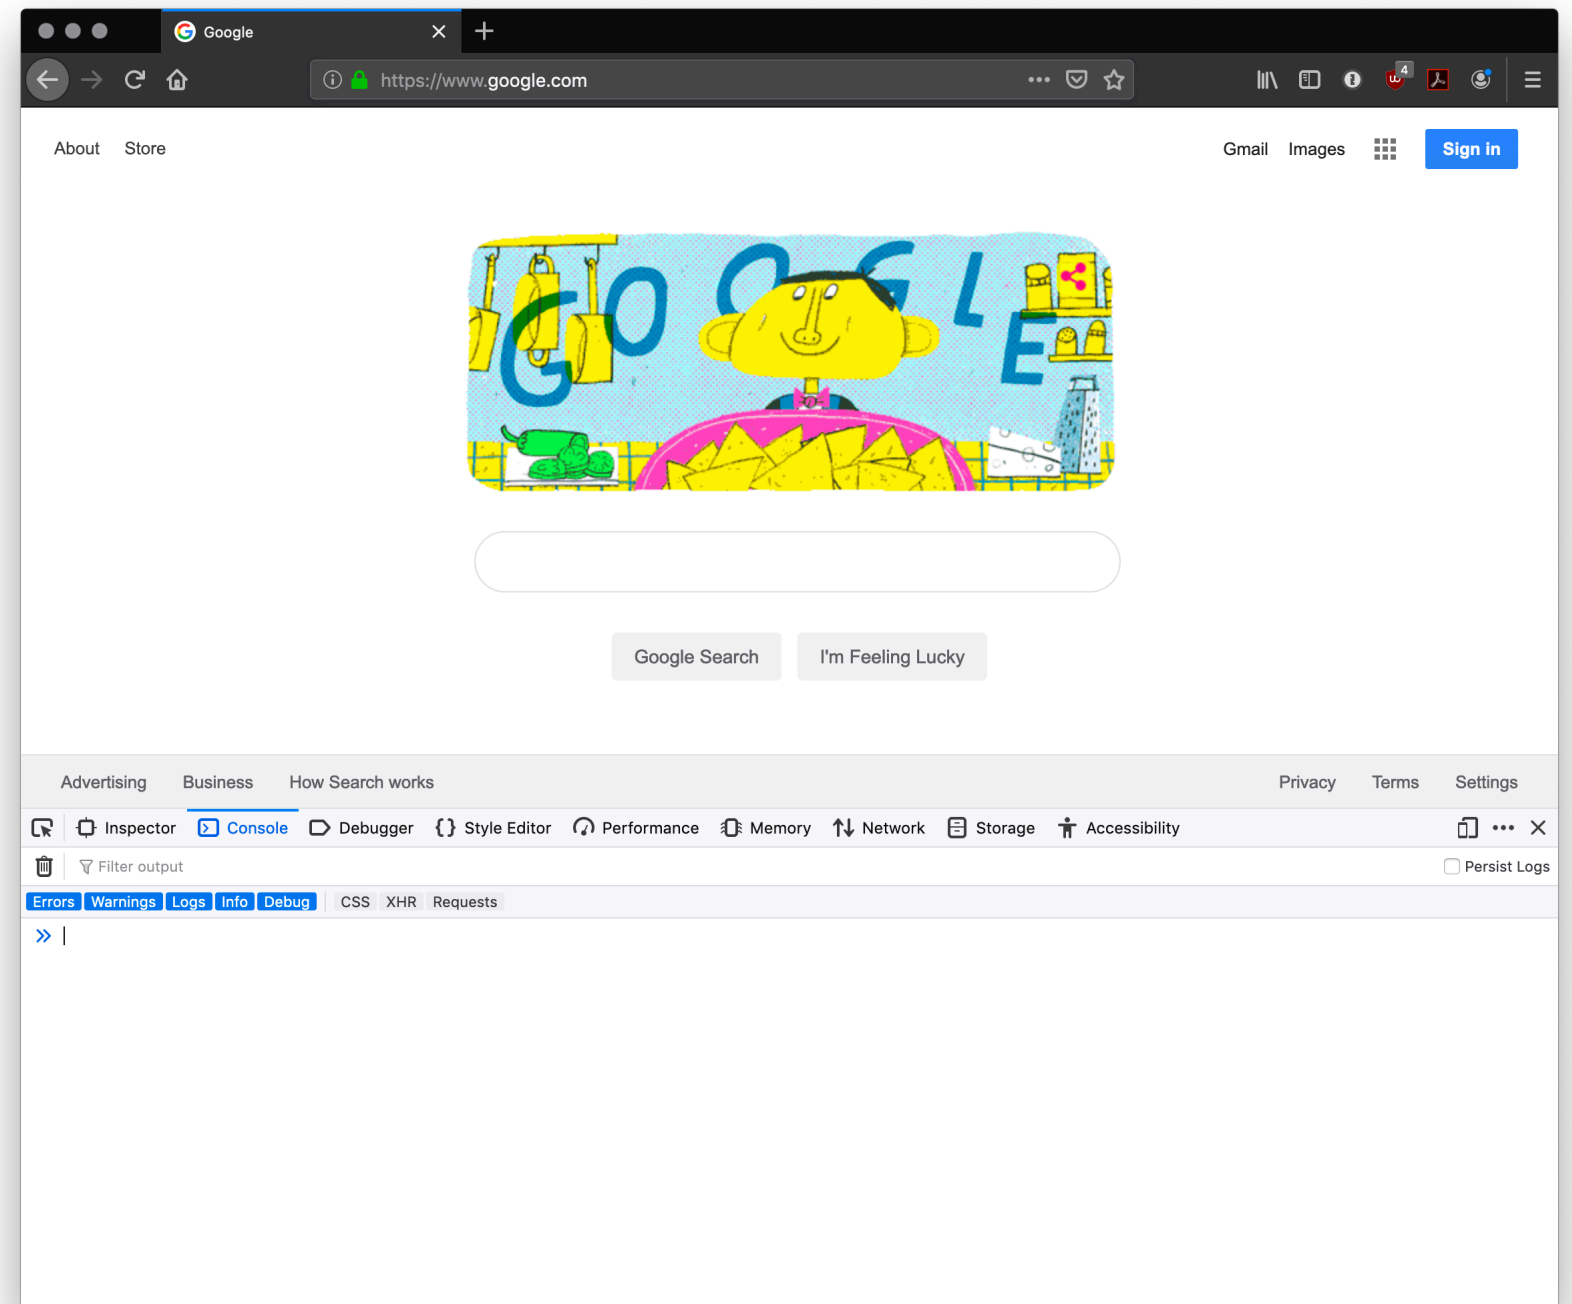 Google
https://www.google.com
4
About Store
Gmail Images Sign in
GOOGLE
Google Search I'm Feeling Lucky
Advertising Business How Search works
Privacy Terms Settings
Inspector Console Debugger Style Editor Performance Memory Network Storage Accessibility
Filter output
Persist Logs
Errors Warnings Logs Info Debug CSS XHR Requests